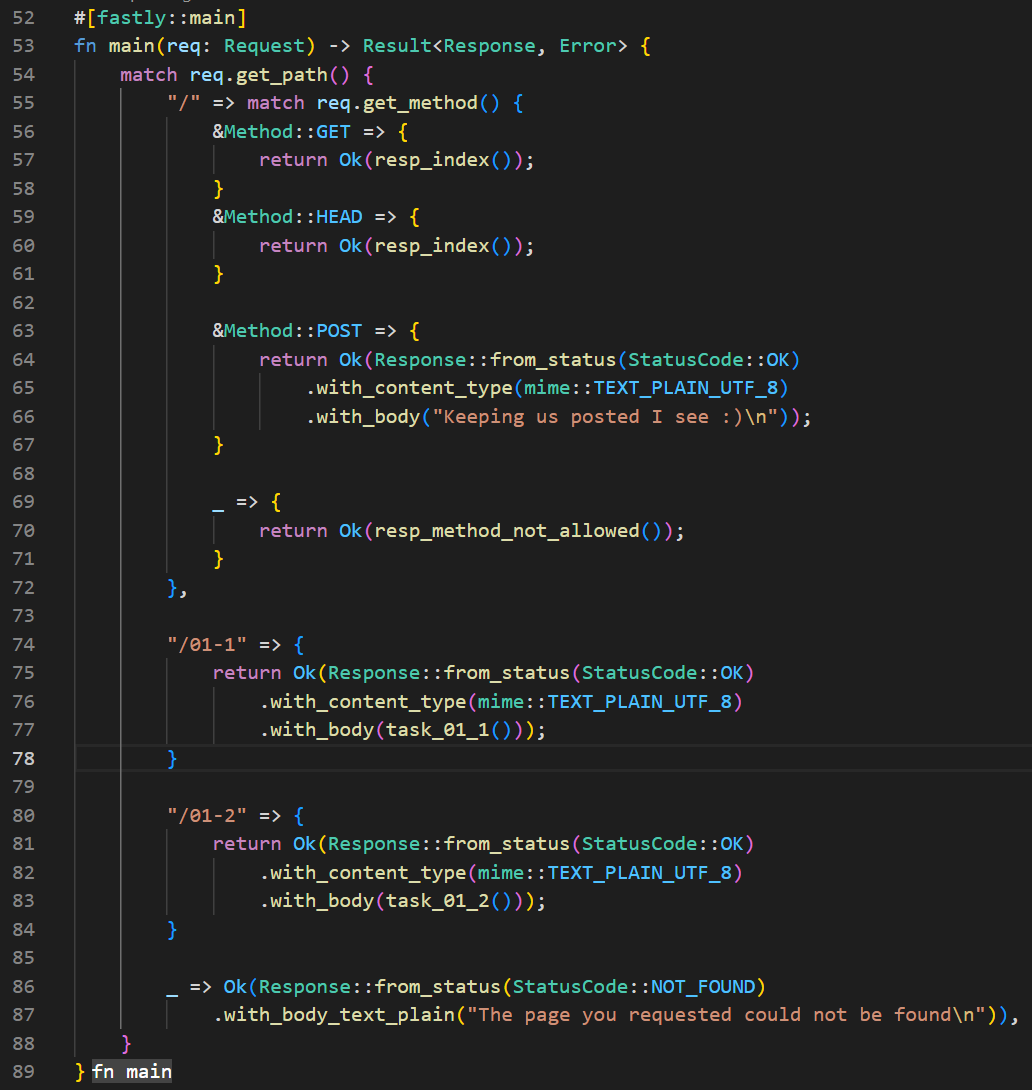 52 #[fastly::main]
53 fn main(req: Request) -> Result<Response, Error> {
54     match req.get_path() {
55         "/" => match req.get_method() {
56             &Method::GET => {
57                 return Ok(resp_index());
58             }
59             &Method::HEAD => {
60                 return Ok(resp_index());
61             }
62
63             &Method::POST => {
64                 return Ok(Response::from_status(StatusCode::OK)
65                     .with_content_type(mime::TEXT_PLAIN_UTF_8)
66                     .with_body("Keeping us posted I see :)\n"));
67             }
68
69             _ => {
70                 return Ok(resp_method_not_allowed());
71             }
72         },
73
74         "/01-1" => {
75             return Ok(Response::from_status(StatusCode::OK)
76                 .with_content_type(mime::TEXT_PLAIN_UTF_8)
77                 .with_body(task_01_1()));
78         }
79
80         "/01-2" => {
81             return Ok(Response::from_status(StatusCode::OK)
82                 .with_content_type(mime::TEXT_PLAIN_UTF_8)
83                 .with_body(task_01_2()));
84         }
85
86         _ => Ok(Response::from_status(StatusCode::NOT_FOUND)
87             .with_body_text_plain("The page you requested could not be found\n")),
88     }
89 } fn main